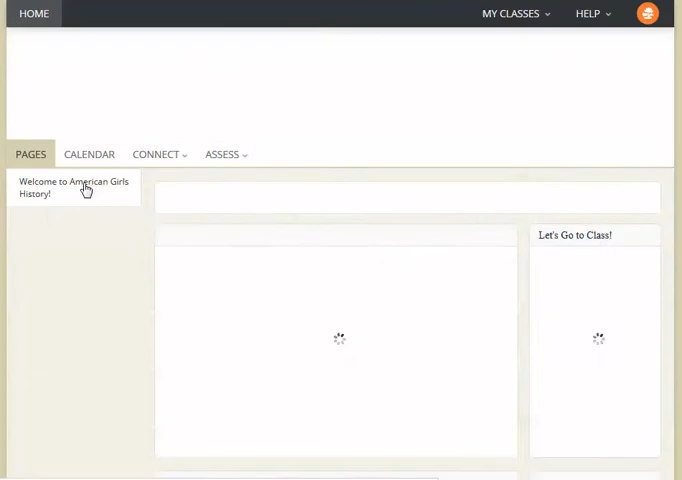 HOME
MY CLASSES
HELP
PAGES
CALENDAR
CONNECT
ASSESS
Welcome to American Girls
History!
Let's Go to Class!